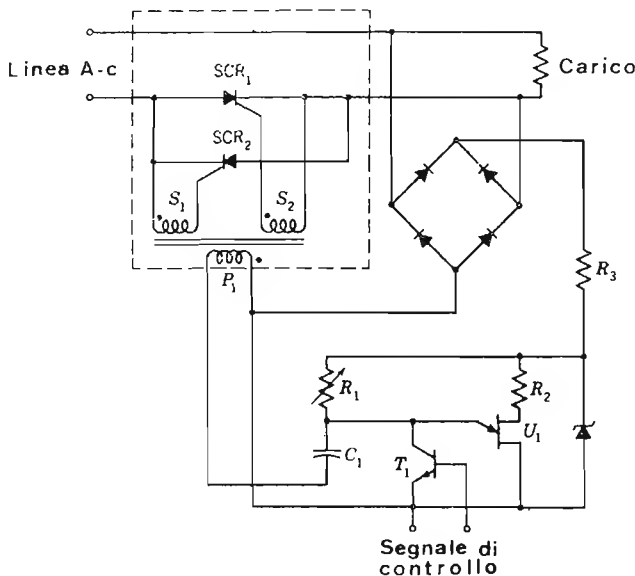 Linea A-c
SCR₁
Carico
SCR₂
S₁
S₂
P₁
R₃
R₁
R₂
U₁
C₁
T₁
Segnale di
controllo